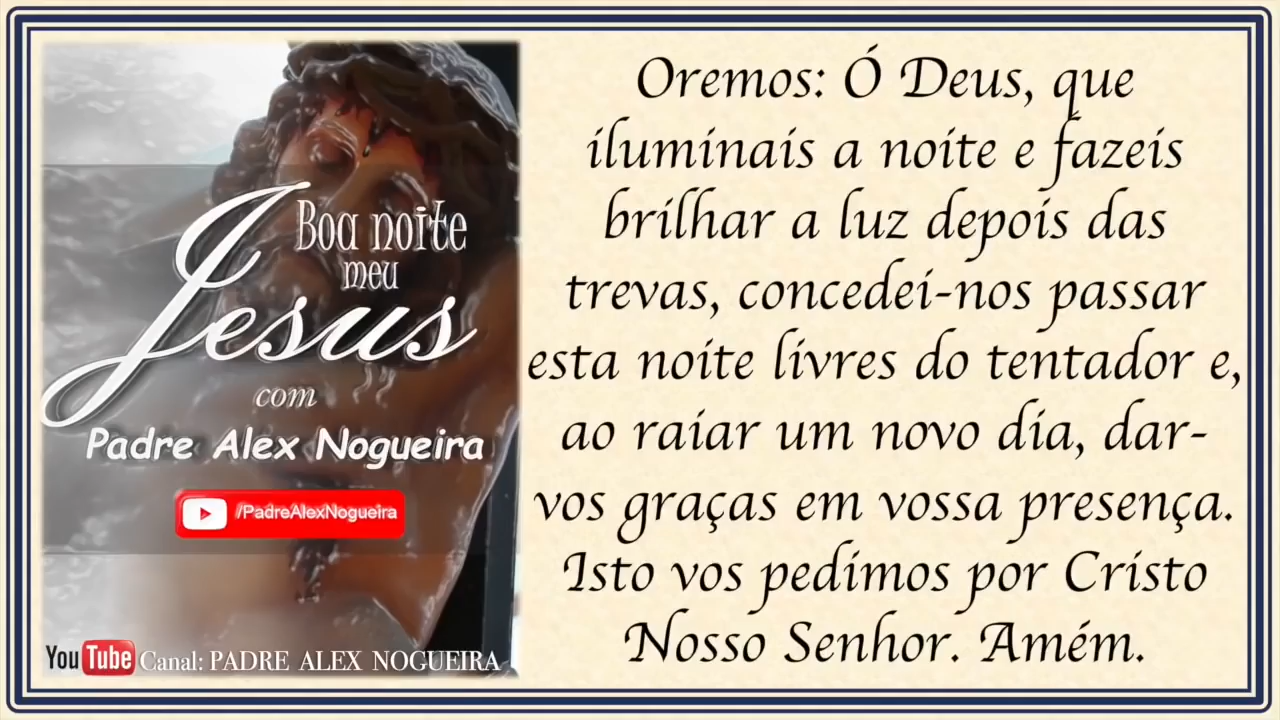 Boa noite
meu
Jesus
com
Padre Alex Nogueira
/PadreAlexNogueira
YouTube Canal: PADRE ALEX NOGUEIRA
Oremos: Ó Deus, que
iluminais a noite e fazeis
brilhar a luz depois das
trevas, concedei-nos passar
esta noite livres do tentador e,
ao raiar um novo dia, dar-
vos graças em vossa presença.
Isto vos pedimos por Cristo
Nosso Senhor. Amém.